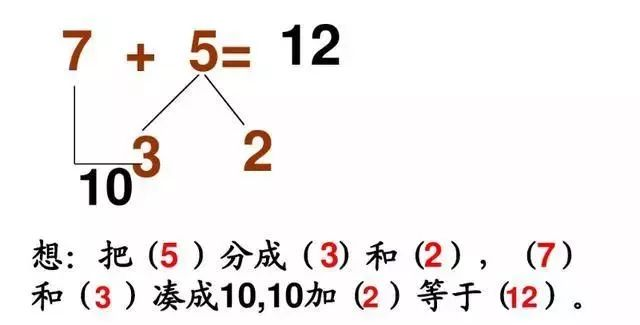 7 + 5= 12
3 2
10
想：把（5）分成（3）和（2），（7）
和（3）凑成10,10加（2）等于（12）。